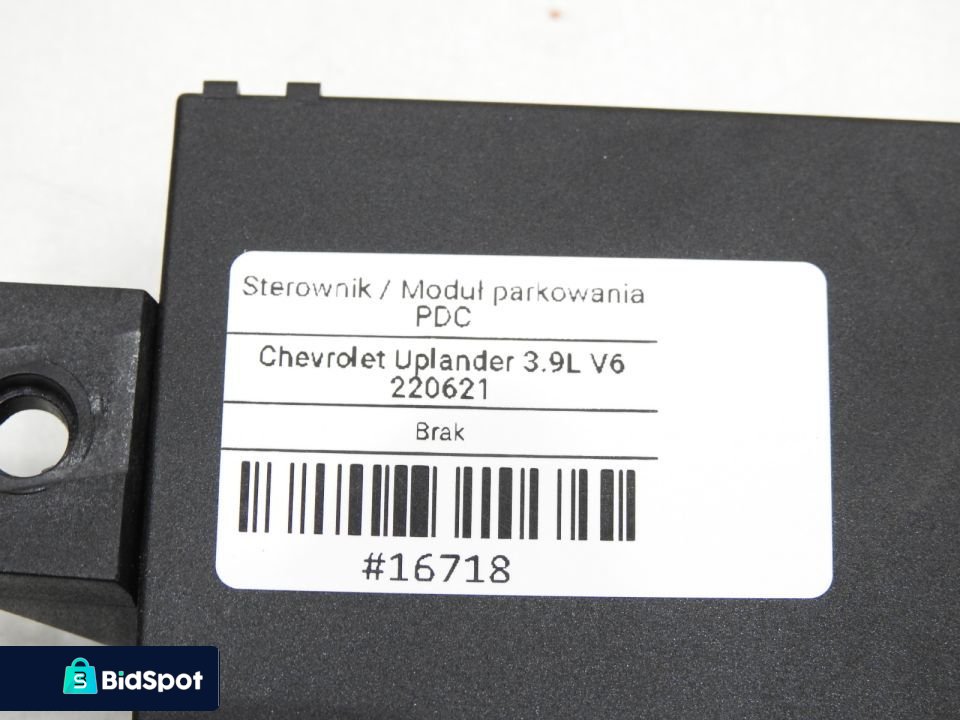 Sterownik / Moduł parkowania
PDC
Chevrolet Uplander 3.9L V6
220621
Brak
#16718
BidSpot